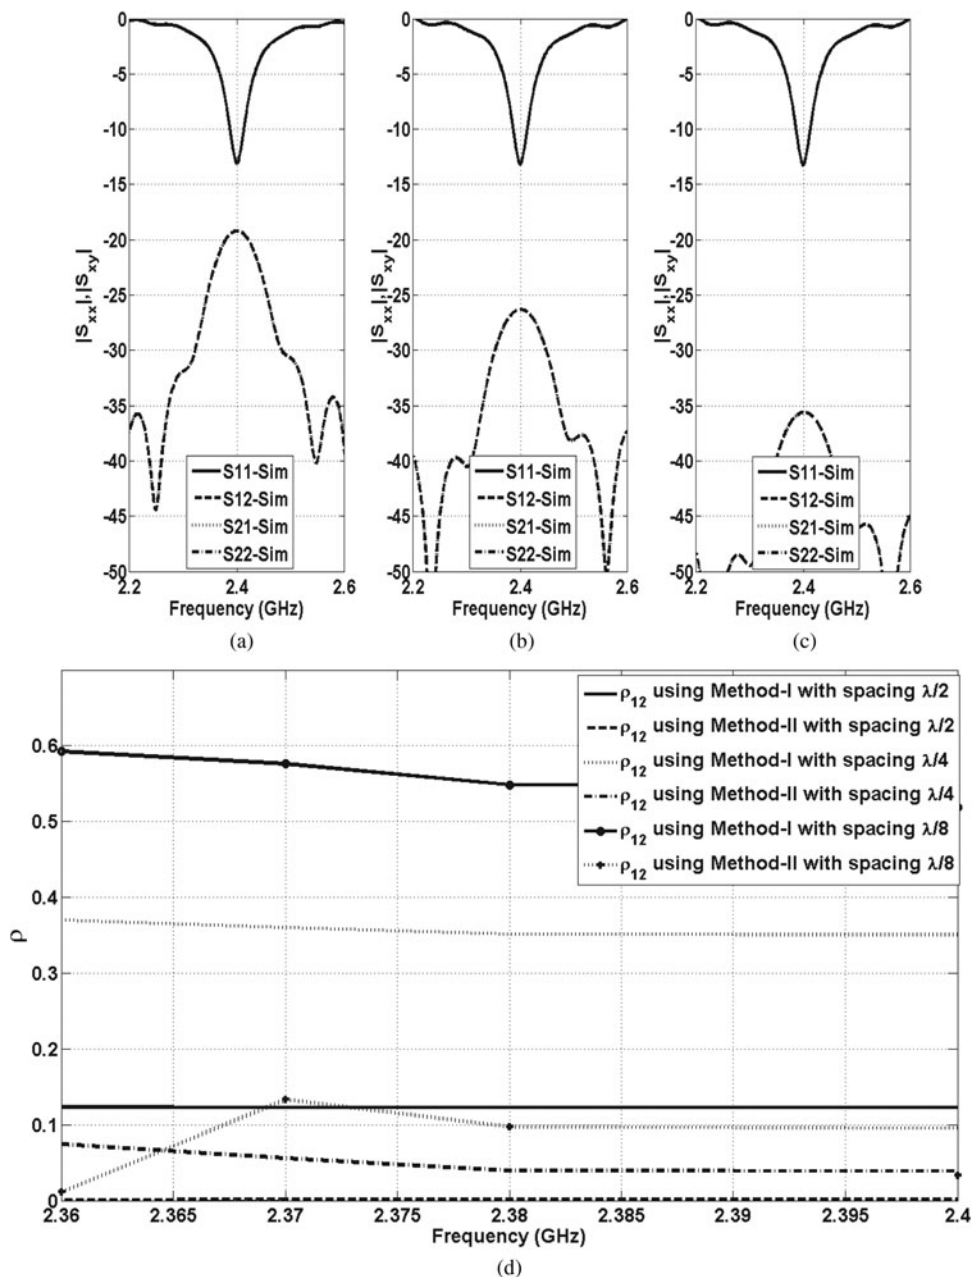 0
-5
-10
-15
-20
-25
-30
-35
-40
-45
-50
|S_xx|,|S_xy|
S11-Sim
S12-Sim
S21-Sim
S22-Sim
2.2 2.4 2.6
Frequency (GHz)
(a)
0
-5
-10
-15
-20
-25
-30
-35
-40
-45
-50
|S_xx|,|S_xy|
S11-Sim
S12-Sim
S21-Sim
S22-Sim
2.2 2.4 2.6
Frequency (GHz)
(b)
0
-5
-10
-15
-20
-25
-30
-35
-40
-45
-50
|S_xx|,|S_xy|
S11-Sim
S12-Sim
S21-Sim
S22-Sim
2.2 2.4 2.6
Frequency (GHz)
(c)
ρ12 using Method-I with spacing λ/2
ρ12 using Method-II with spacing λ/2
ρ12 using Method-I with spacing λ/4
ρ12 using Method-II with spacing λ/4
ρ12 using Method-I with spacing λ/8
ρ12 using Method-II with spacing λ/8
0.6
0.5
0.4
0.3
0.2
0.1
0
ρ
2.36 2.365 2.37 2.375 2.38 2.385 2.39 2.395 2.4
Frequency (GHz)
(d)